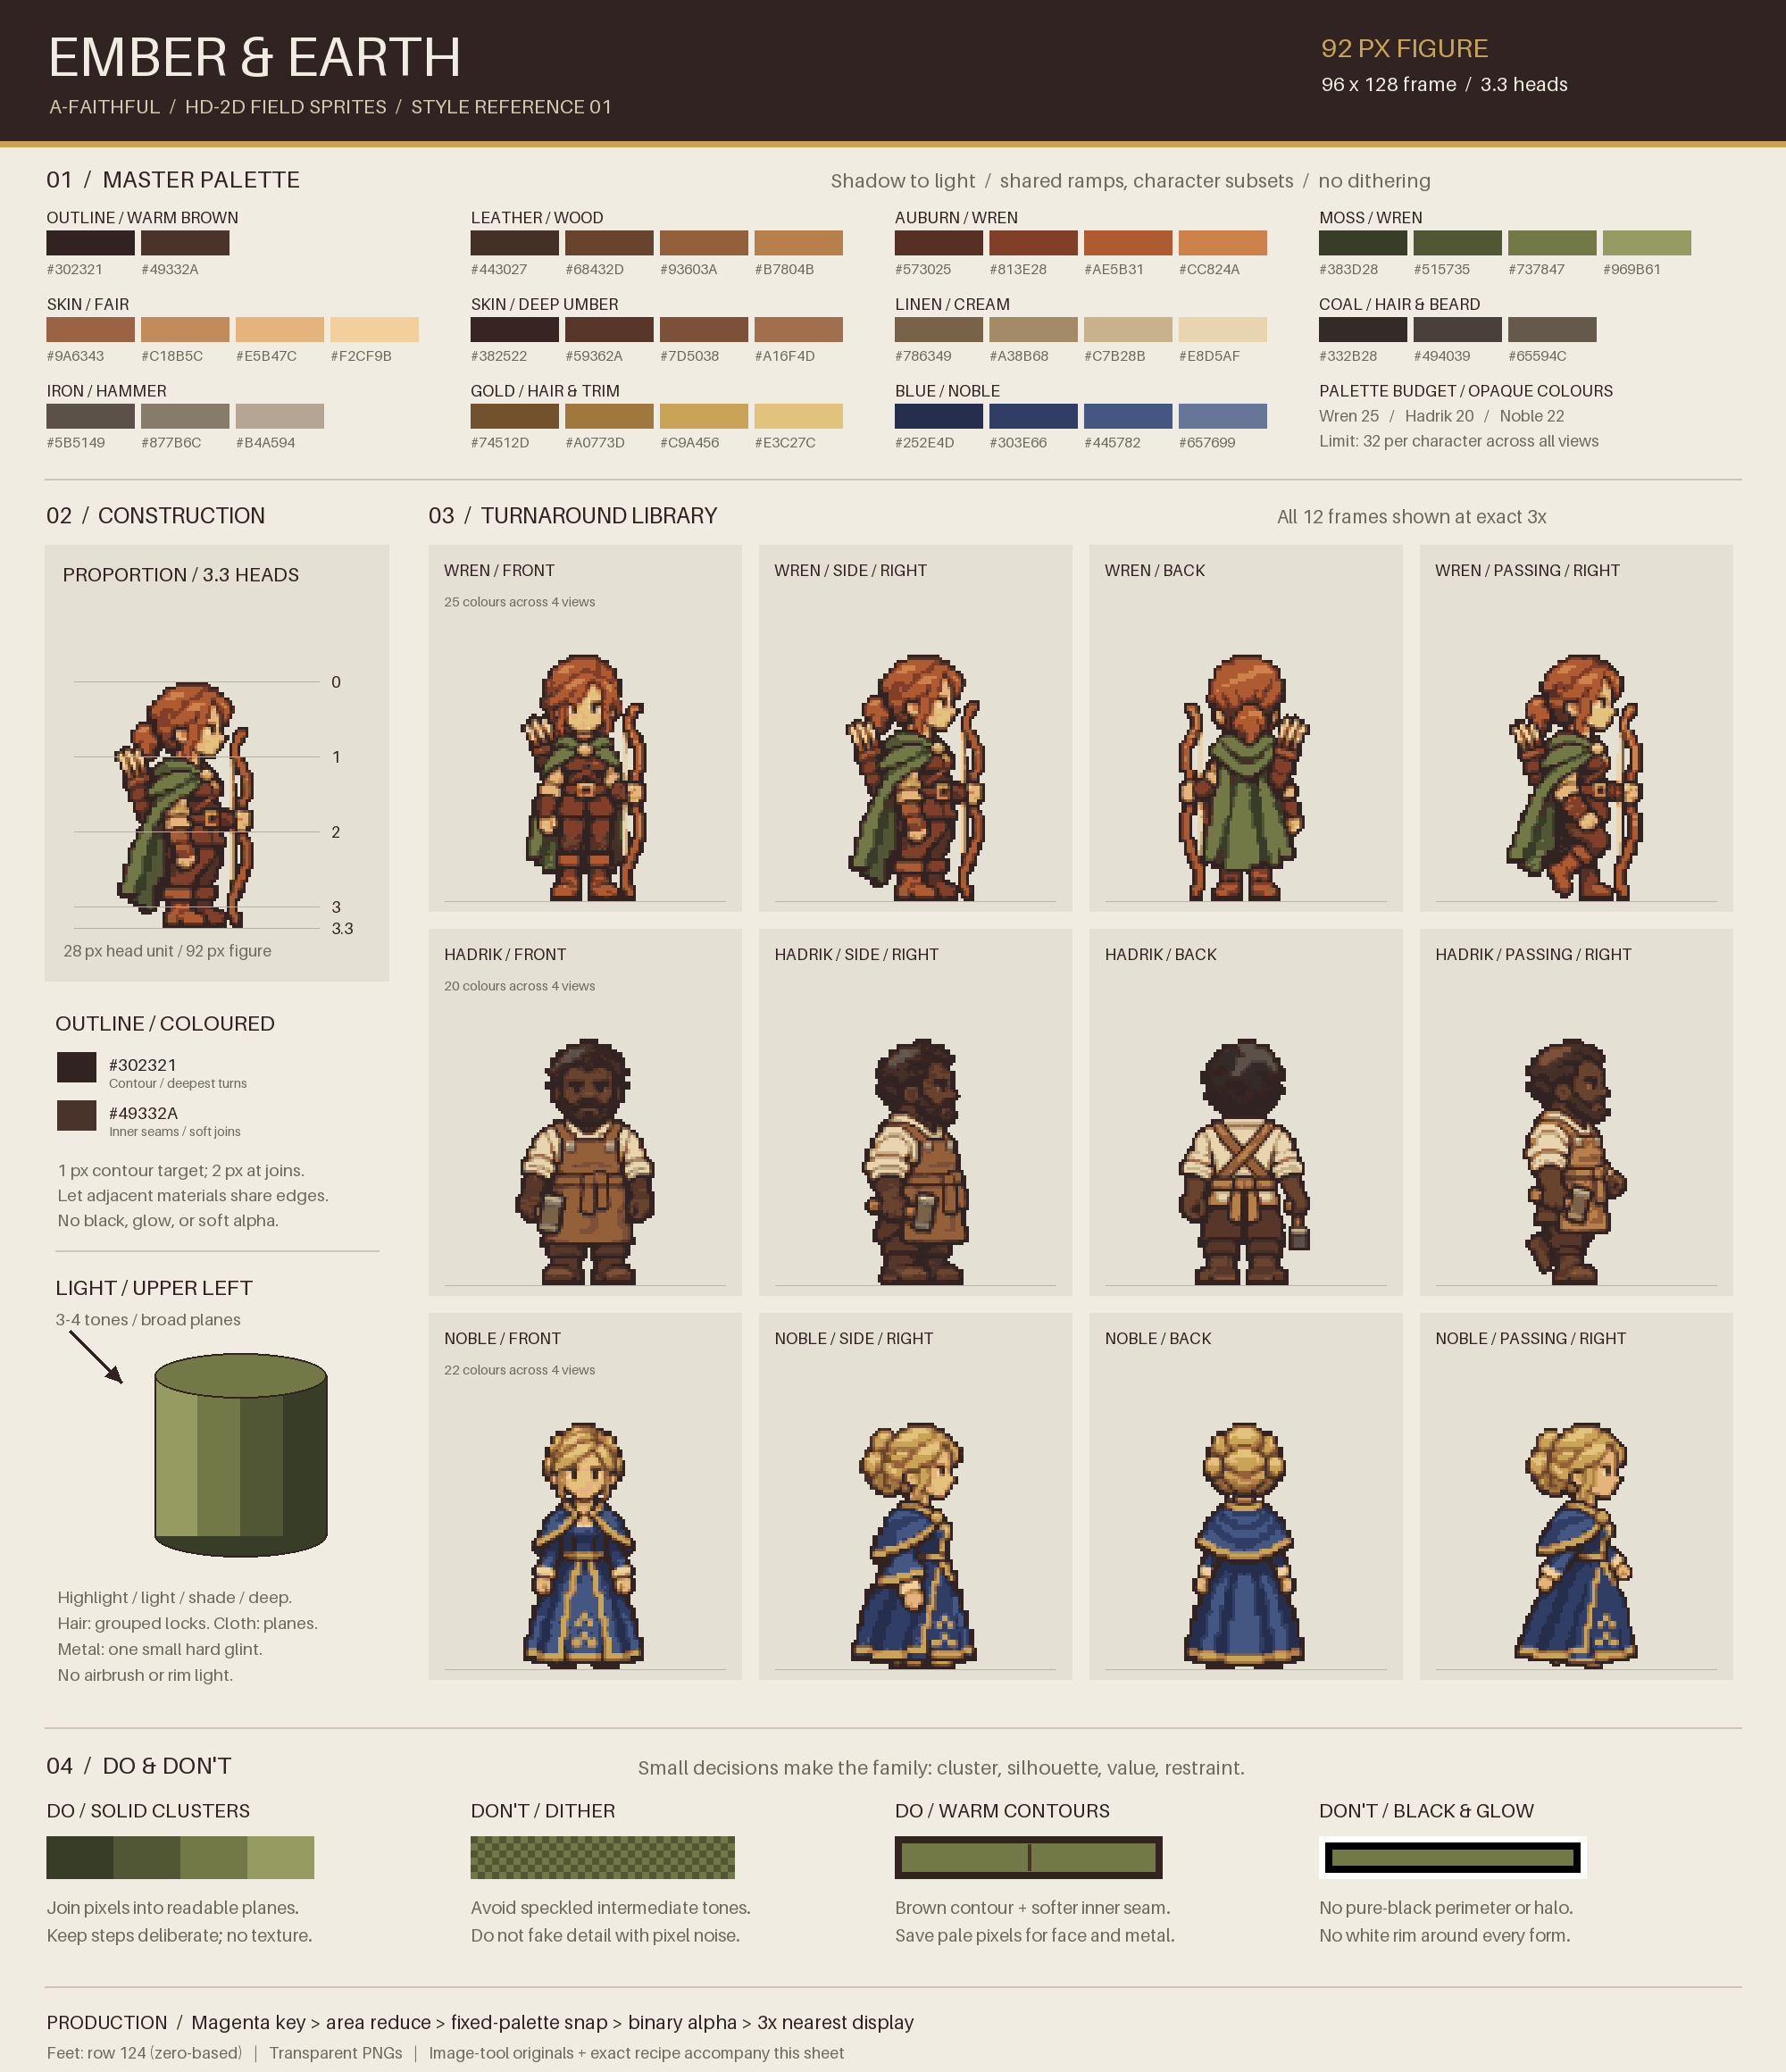 EMBER & EARTH
92 PX FIGURE
96 x 128 frame / 3.3 heads
A-FAITHFUL / HD-2D FIELD SPRITES / STYLE REFERENCE 01
01 / MASTER PALETTE
Shadow to light / shared ramps, character subsets / no dithering
OUTLINE / WARM BROWN
#302321 #49332A
LEATHER / WOOD
#443027 #68432D #93603A #B7804B
AUBURN / WREN
#573025 #813E28 #AE5B31 #CC824A
MOSS / WREN
#383D28 #515735 #737847 #969B61
SKIN / FAIR
#9A6343 #C18B5C #E5B47C #F2CF9B
SKIN / DEEP UMBER
#382522 #59362A #7D5038 #A16F4D
LINEN / CREAM
#786349 #A38B68 #C7B28B #E8D5AF
COAL / HAIR & BEARD
#332B28 #494039 #65594C
IRON / HAMMER
#5B5149 #877B6C #B4A594
GOLD / HAIR & TRIM
#74512D #A0773D #C9A456 #E3C27C
BLUE / NOBLE
#252E4D #303E66 #445782 #657699
PALETTE BUDGET / OPAQUE COLOURS
Wren 25 / Hadrik 20 / Noble 22
Limit: 32 per character across all views
02 / CONSTRUCTION
PROPORTION / 3.3 HEADS
0
1
2
3
3.3
28 px head unit / 92 px figure
OUTLINE / COLOURED
#302321
Contour / deepest turns
#49332A
Inner seams / soft joins
1 px contour target; 2 px at joins.
Let adjacent materials share edges.
No black, glow, or soft alpha.
LIGHT / UPPER LEFT
3-4 tones / broad planes
Highlight / light / shade / deep.
Hair: grouped locks. Cloth: planes.
Metal: one small hard glint.
No airbrush or rim light.
03 / TURNAROUND LIBRARY
All 12 frames shown at exact 3x
WREN / FRONT
25 colours across 4 views
WREN / SIDE / RIGHT
WREN / BACK
WREN / PASSING / RIGHT
HADRIK / FRONT
20 colours across 4 views
HADRIK / SIDE / RIGHT
HADRIK / BACK
HADRIK / PASSING / RIGHT
NOBLE / FRONT
22 colours across 4 views
NOBLE / SIDE / RIGHT
NOBLE / BACK
NOBLE / PASSING / RIGHT
04 / DO & DON'T
Small decisions make the family: cluster, silhouette, value, restraint.
DO / SOLID CLUSTERS
Join pixels into readable planes.
Keep steps deliberate; no texture.
DON'T / DITHER
Avoid speckled intermediate tones.
Do not fake detail with pixel noise.
DO / WARM CONTOURS
Brown contour + softer inner seam.
Save pale pixels for face and metal.
DON'T / BLACK & GLOW
No pure-black perimeter or halo.
No white rim around every form.
PRODUCTION / Magenta key > area reduce > fixed-palette snap > binary alpha > 3x nearest display
Feet: row 124 (zero-based) | Transparent PNGs | Image-tool originals + exact recipe accompany this sheet